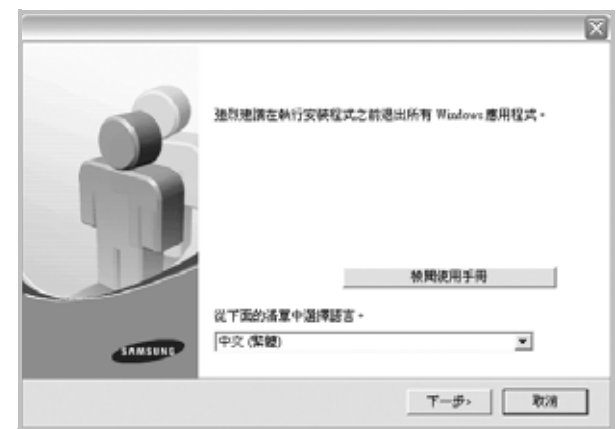 強烈建議在執行安裝程式之前退出所有 Windows 應用程式。
檢閱使用手冊
從下面的清單中選擇語言。
中文 (繁體)
SAMSUNG
下一步>
取消